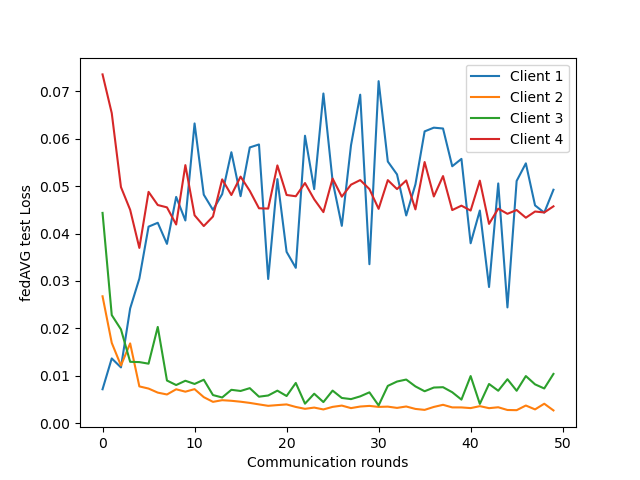 fedAVG test Loss
0.07
0.06
0.05
0.04
0.03
0.02
0.01
0.00
0
10
20
30
40
50
Communication rounds
Client 1
Client 2
Client 3
Client 4